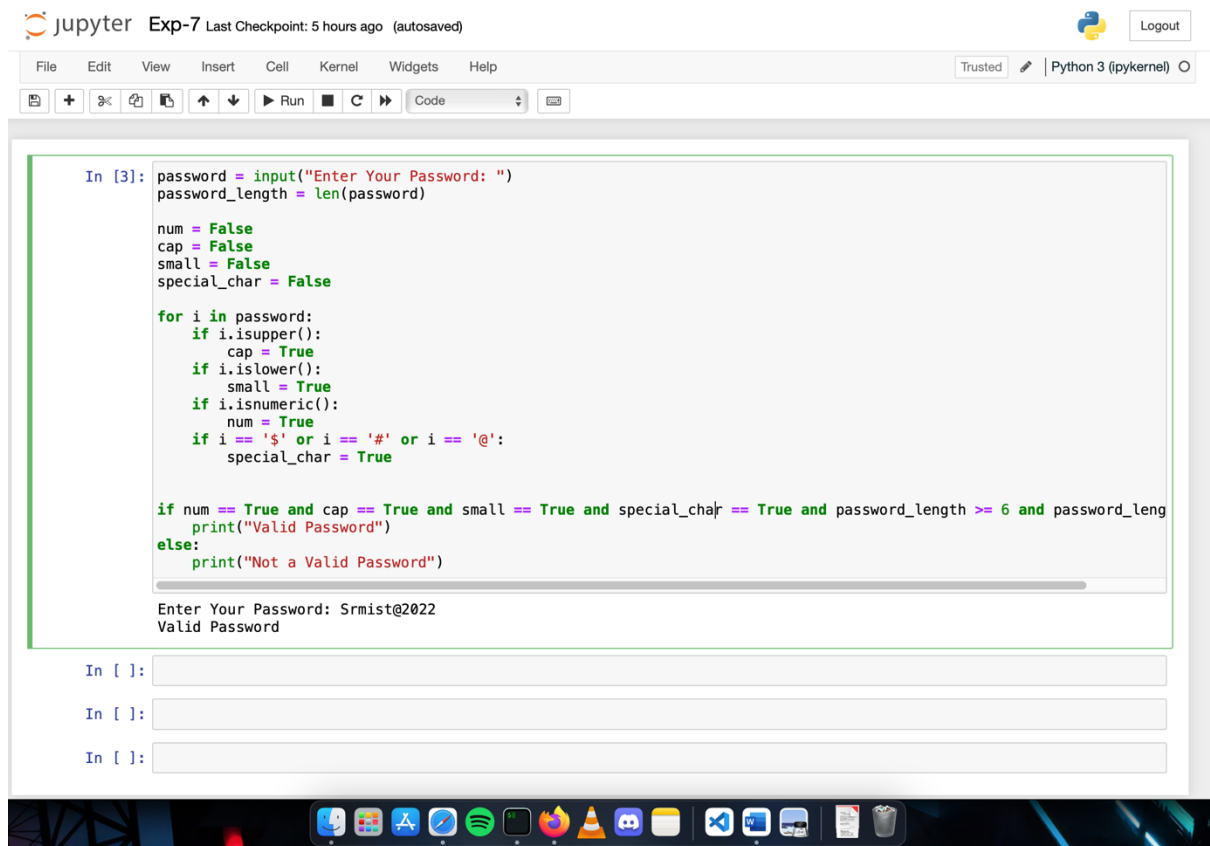 jupyter Exp-7 Last Checkpoint: 5 hours ago (autosaved)
Logout
File Edit View Insert Cell Kernel Widgets Help
Trusted Python 3 (ipykernel)
Run Code
In [3]: password = input("Enter Your Password: ")
password_length = len(password)
num = False
cap = False
small = False
special_char = False
for i in password:
    if i.isupper():
        cap = True
    if i.islower():
        small = True
    if i.isnumeric():
        num = True
    if i == '$' or i == '#' or i == '@':
        special_char = True
if num == True and cap == True and small == True and special_char == True and password_length >= 6 and password_leng
    print("Valid Password")
else:
    print("Not a Valid Password")
Enter Your Password: Srmist@2022
Valid Password
In [ ]:
In [ ]:
In [ ]: